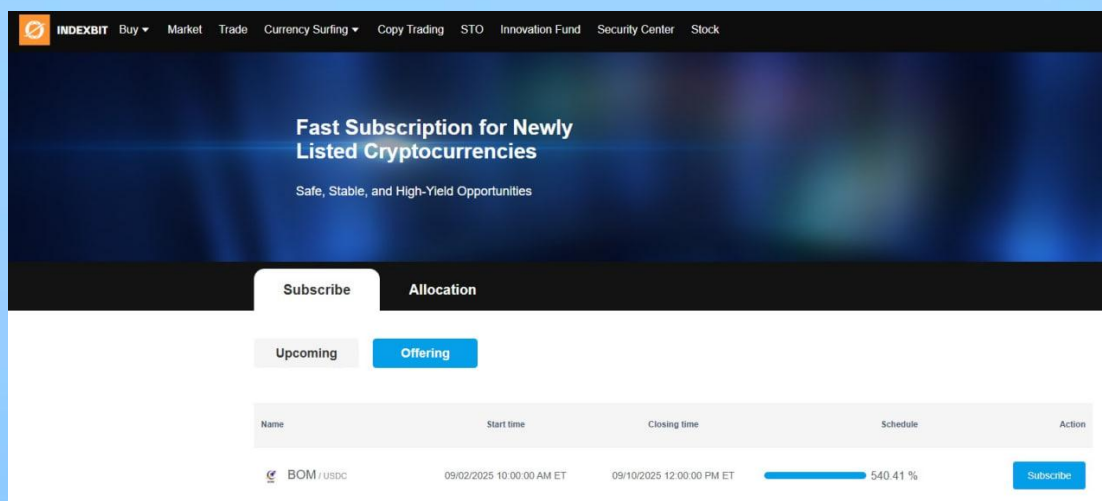 INDEXBIT Buy Market Trade Currency Surfing Copy Trading STO Innovation Fund Security Center Stock
Fast Subscription for Newly
Listed Cryptocurrencies
Safe, Stable, and High-Yield Opportunities
Subscribe Allocation
Upcoming Offering
Name Start time Closing time Schedule Action
BOM / USDC 09/02/2025 10:00:00 AM ET 09/10/2025 12:00:00 PM ET 540.41 % Subscribe